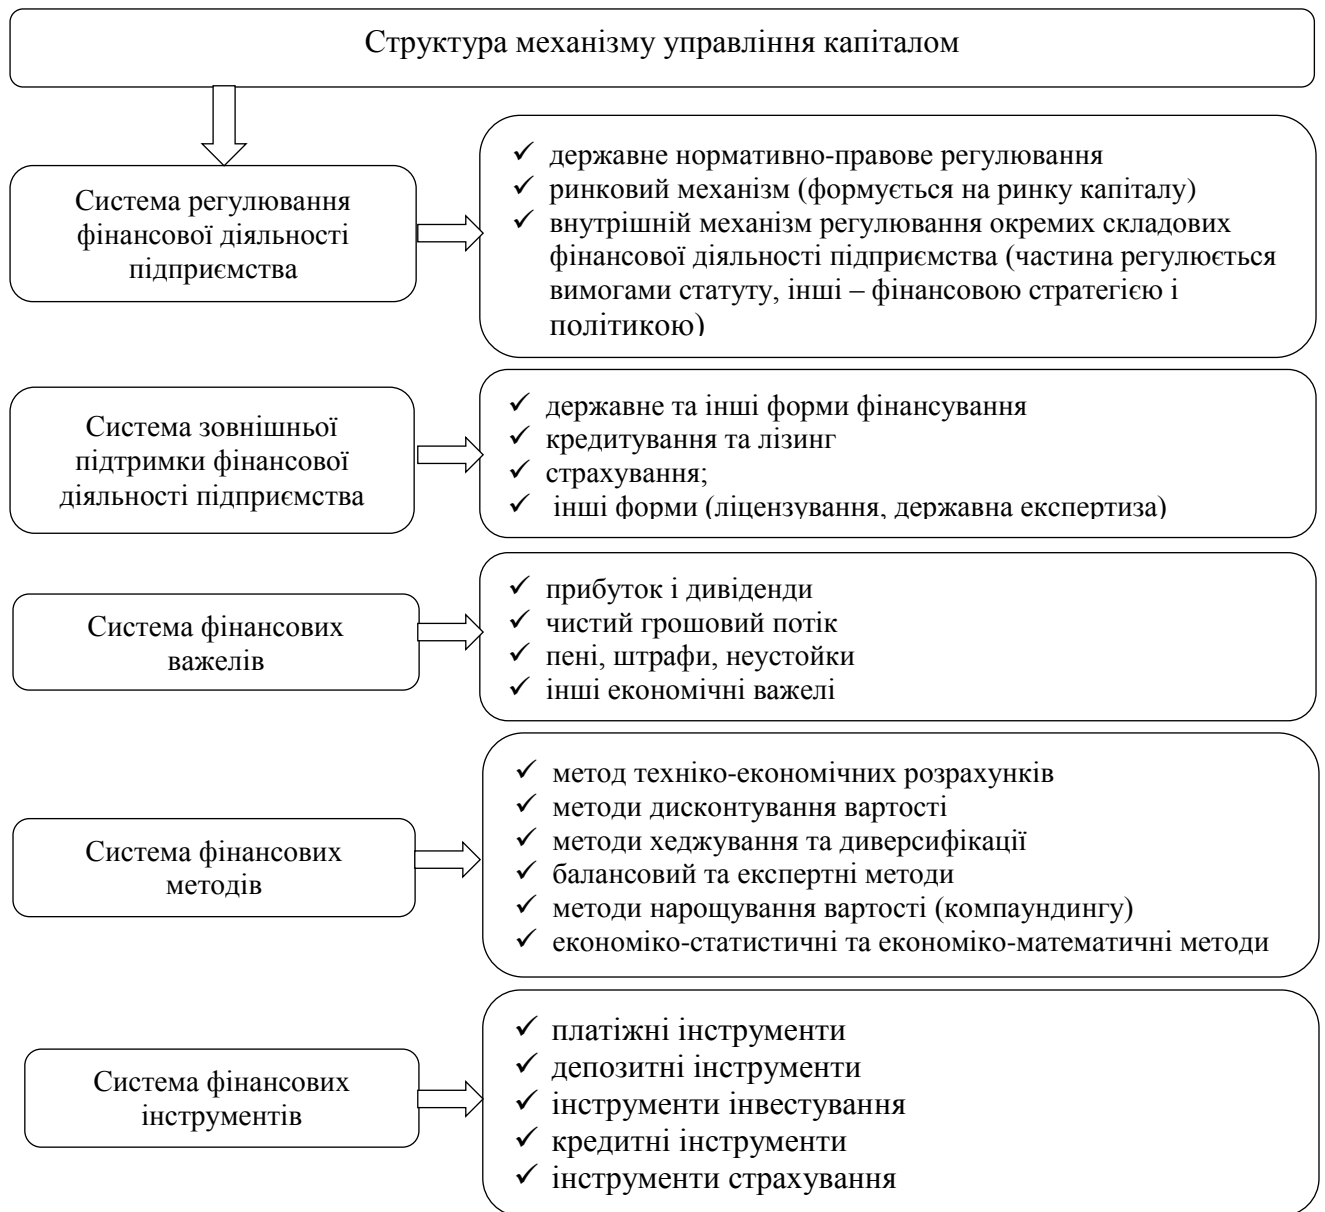 Структура механізму управління капіталом
Система регулювання
фінансової діяльності
підприємства
✓ державне нормативно-правове регулювання
✓ ринковий механізм (формується на ринку капіталу)
✓ внутрішній механізм регулювання окремих складових
фінансової діяльності підприємства (частина регулюється
вимогами статуту, інші – фінансовою стратегією і
політикою)
Система зовнішньої
підтримки фінансової
діяльності підприємства
✓ державне та інші форми фінансування
✓ кредитування та лізинг
✓ страхування;
✓ інші форми (ліцензування, державна експертиза)
Система фінансових
важелів
✓ прибуток і дивіденди
✓ чистий грошовий потік
✓ пені, штрафи, неустойки
✓ інші економічні важелі
Система фінансових
методів
✓ метод техніко-економічних розрахунків
✓ методи дисконтування вартості
✓ методи хеджування та диверсифікації
✓ балансовий та експертні методи
✓ методи нарощування вартості (компаундингу)
✓ економіко-статистичні та економіко-математичні методи
Система фінансових
інструментів
✓ платіжні інструменти
✓ депозитні інструменти
✓ інструменти інвестування
✓ кредитні інструменти
✓ інструменти страхування